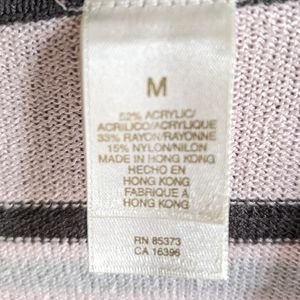 M
52% ACRYLIC/
ACRILICO/ACRYLIQUE
33% RAYON/RAYONNE
15% NYLON/NILON
MADE IN HONG KONG
HECHO EN
HONG KONG
FABRIQUE À
HONG KONG
RN 85373
CA 16396